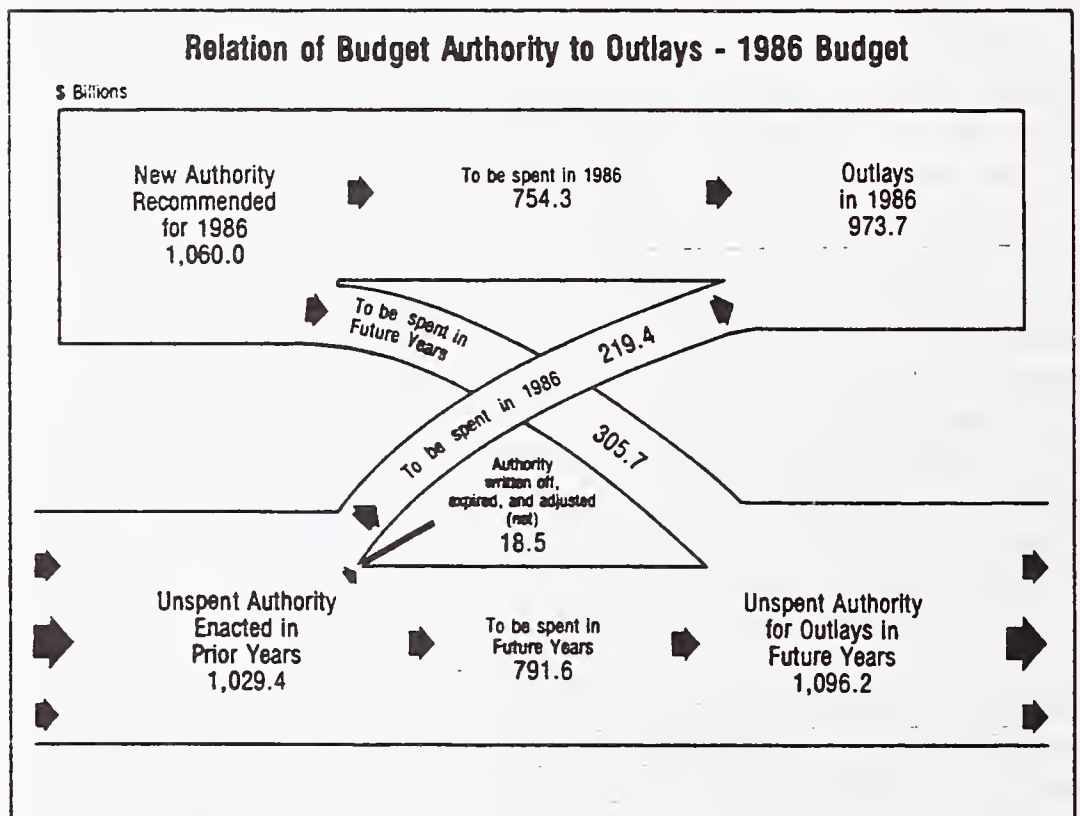 Relation of Budget Authority to Outlays - 1986 Budget
$ Billions
New Authority
Recommended
for 1986
1,060.0
To be spent in 1986
754.3
Outlays
in 1986
973.7
To be spent in
Future Years
To be spent in 1986
219.4
305.7
Authority
written off,
expired, and adjusted
(net)
18.5
Unspent Authority
Enacted in
Prior Years
1,029.4
To be spent in
Future Years
791.6
Unspent Authority
for Outlays in
Future Years
1,096.2